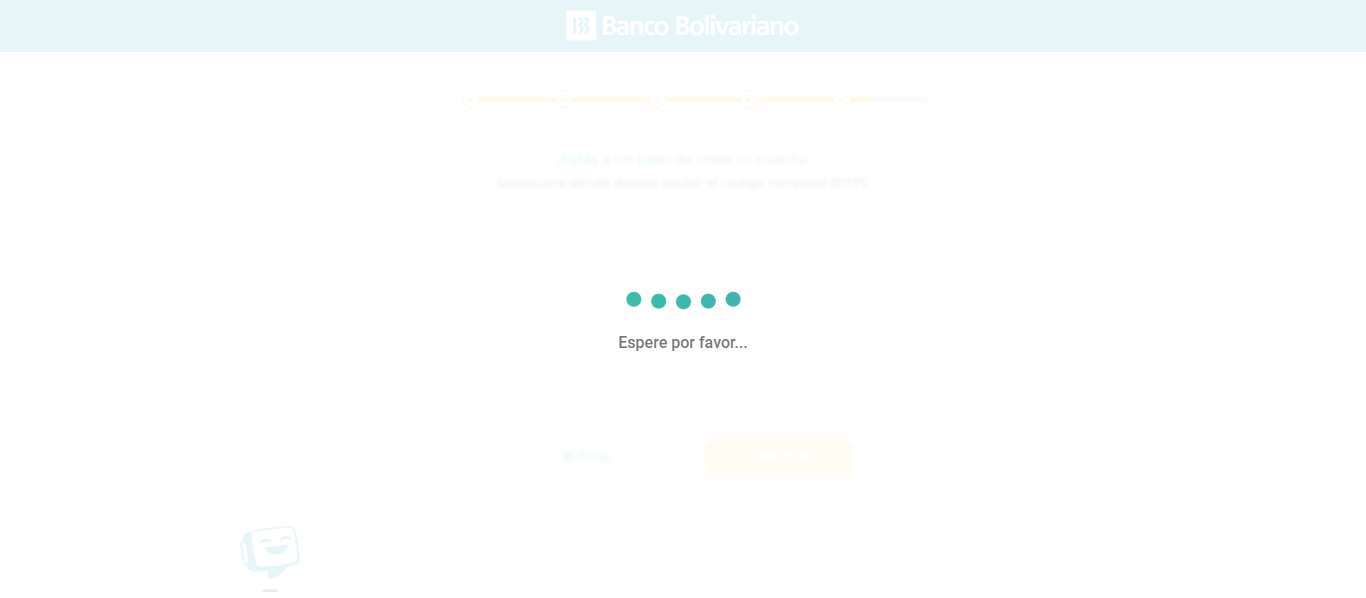 Banco Bolivariano
¡Estás a un paso de crear tu cuenta!
Selecciona dónde deseas recibir el código temporal (OTP)
Espere por favor...
Atrás